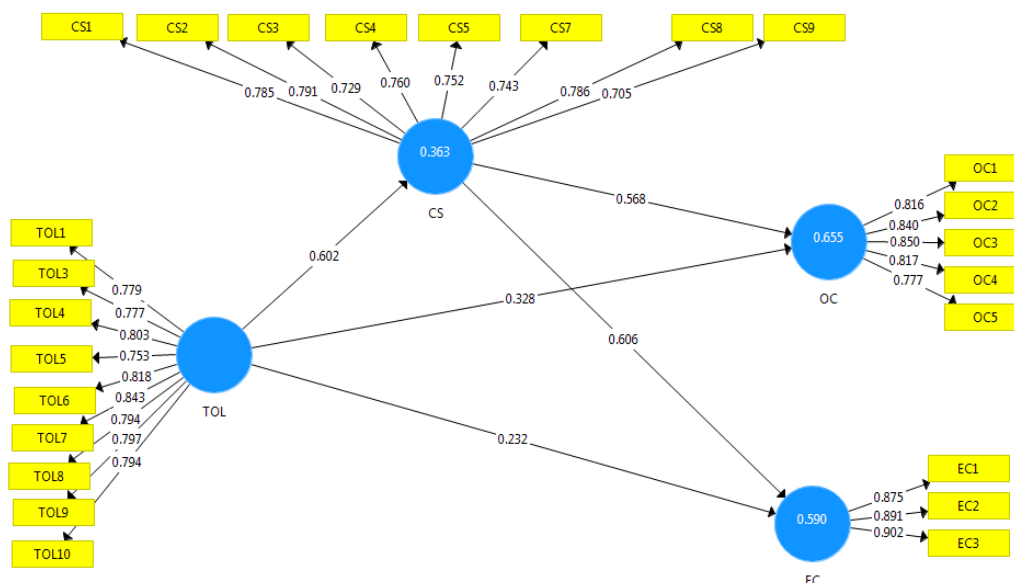 CS1 CS2 CS3 CS4 CS5 CS7 CS8 CS9
0.785 0.791 0.729 0.760 0.752 0.743 0.786 0.705
0.363
CS
0.568
0.602
0.328
0.606
0.232
TOL1
TOL3
TOL4
TOL5
TOL6
TOL7
TOL8
TOL9
TOL10
0.779
0.777
0.803
0.753
0.818
0.843
0.794
0.797
0.794
TOL
0.655
OC
0.816
0.840
0.850
0.817
0.777
OC1
OC2
OC3
OC4
OC5
0.590
EC
0.875
0.891
0.902
EC1
EC2
EC3